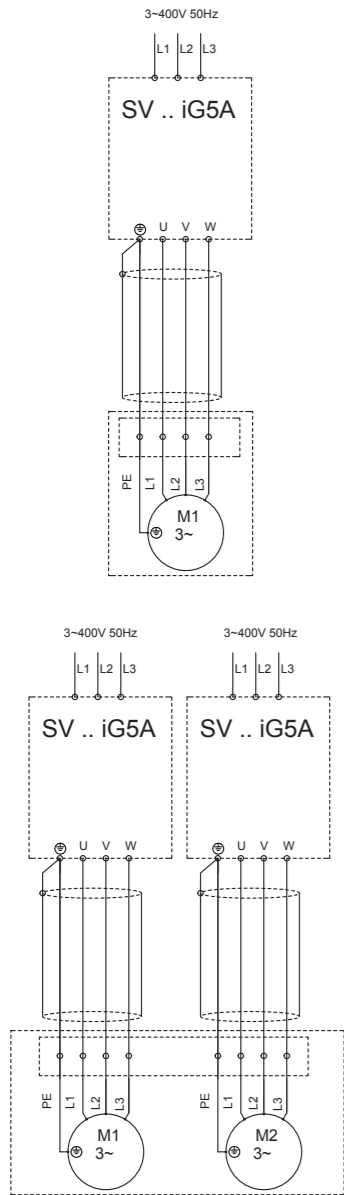 3~400V 50Hz
L1 L2 L3
SV .. iG5A
U V W
PE L1 L2 L3
M1
3~
3~400V 50Hz 3~400V 50Hz
L1 L2 L3 L1 L2 L3
SV .. iG5A SV .. iG5A
U V W U V W
PE L1 L2 L3 PE L1 L2 L3
M1 M2
3~ 3~